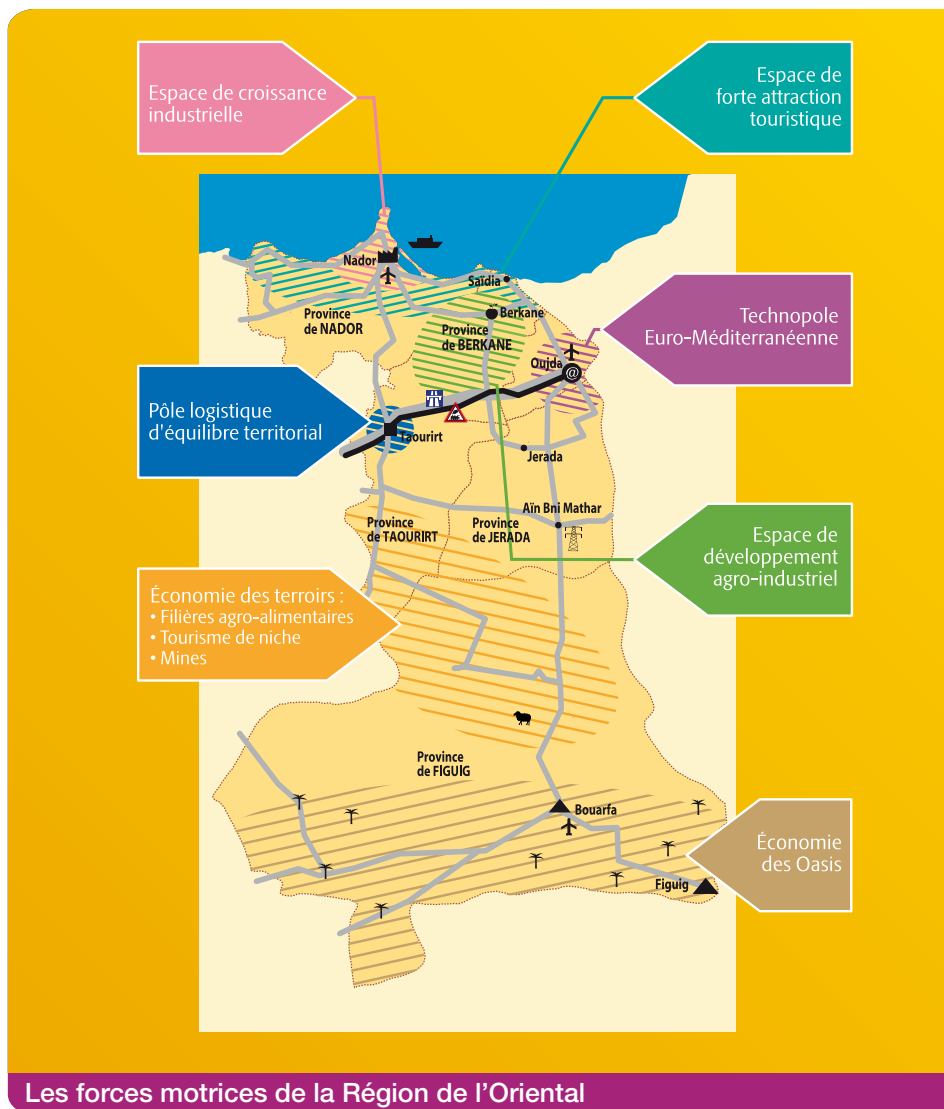 Espace de croissance
industrielle
Espace de
forte attraction
touristique
Nador
Saïdia
Province
de NADOR
Berkane
Province
de BERKANE
Technopole
Euro-Méditerranéenne
Oujda
@
Pôle logistique
d'équilibre territorial
Taourirt
Jerada
Aïn Bni Mathar
Province
de TAOURIRT
Province
de JERADA
Espace de
développement
agro-industriel
Économie des terroirs :
• Filières agro-alimentaires
• Tourisme de niche
• Mines
Province
de FIGUIG
Bouarfa
Économie
des Oasis
Figuig
Les forces motrices de la Région de l'Oriental